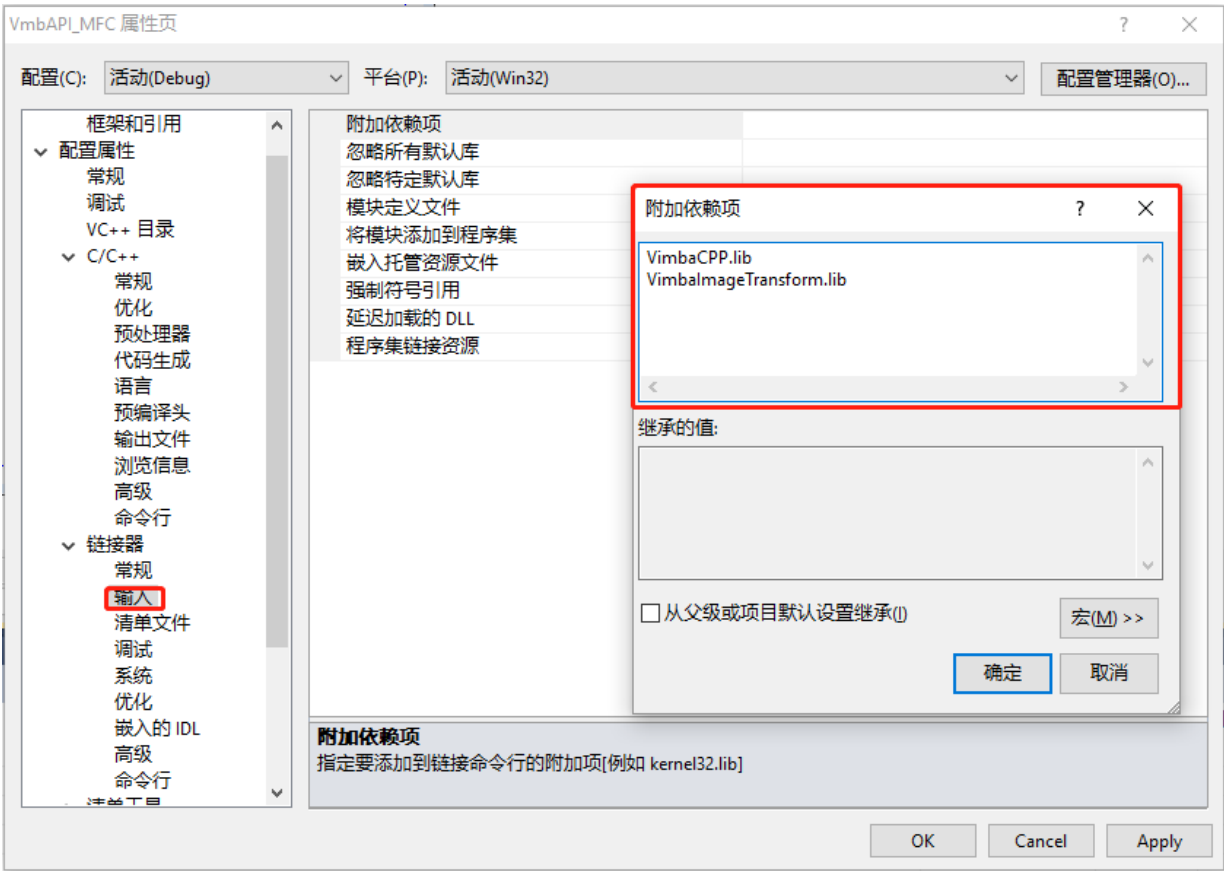 VmbAPI_MFC 属性页
配置(C): 活动(Debug) 平台(P): 活动(Win32) 配置管理器(O)...
框架和引用
配置属性
常规
调试
VC++ 目录
C/C++
常规
优化
预处理器
代码生成
语言
预编译头
输出文件
浏览信息
高级
命令行
链接器
常规
输入
清单文件
调试
系统
优化
嵌入的 IDL
高级
命令行
清单工具
附加依赖项
忽略所有默认库
忽略特定默认库
模块定义文件
将模块添加到程序集
嵌入托管资源文件
强制符号引用
延迟加载的 DLL
程序集链接资源
附加依赖项
?
VimbaCPP.lib
VimbaImageTransform.lib
继承的值:
从父级或项目默认设置继承(I)
宏(M) >>
确定
取消
附加依赖项
指定要添加到链接命令行的附加项[例如 kernel32.lib]
OK
Cancel
Apply